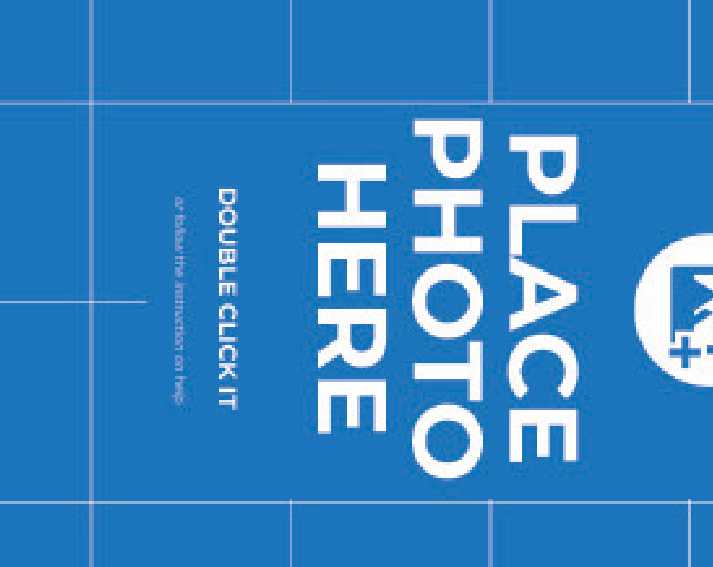 PLACE
PHOTO
HERE
DOUBLE CLICK IT
or follow the instruction on help